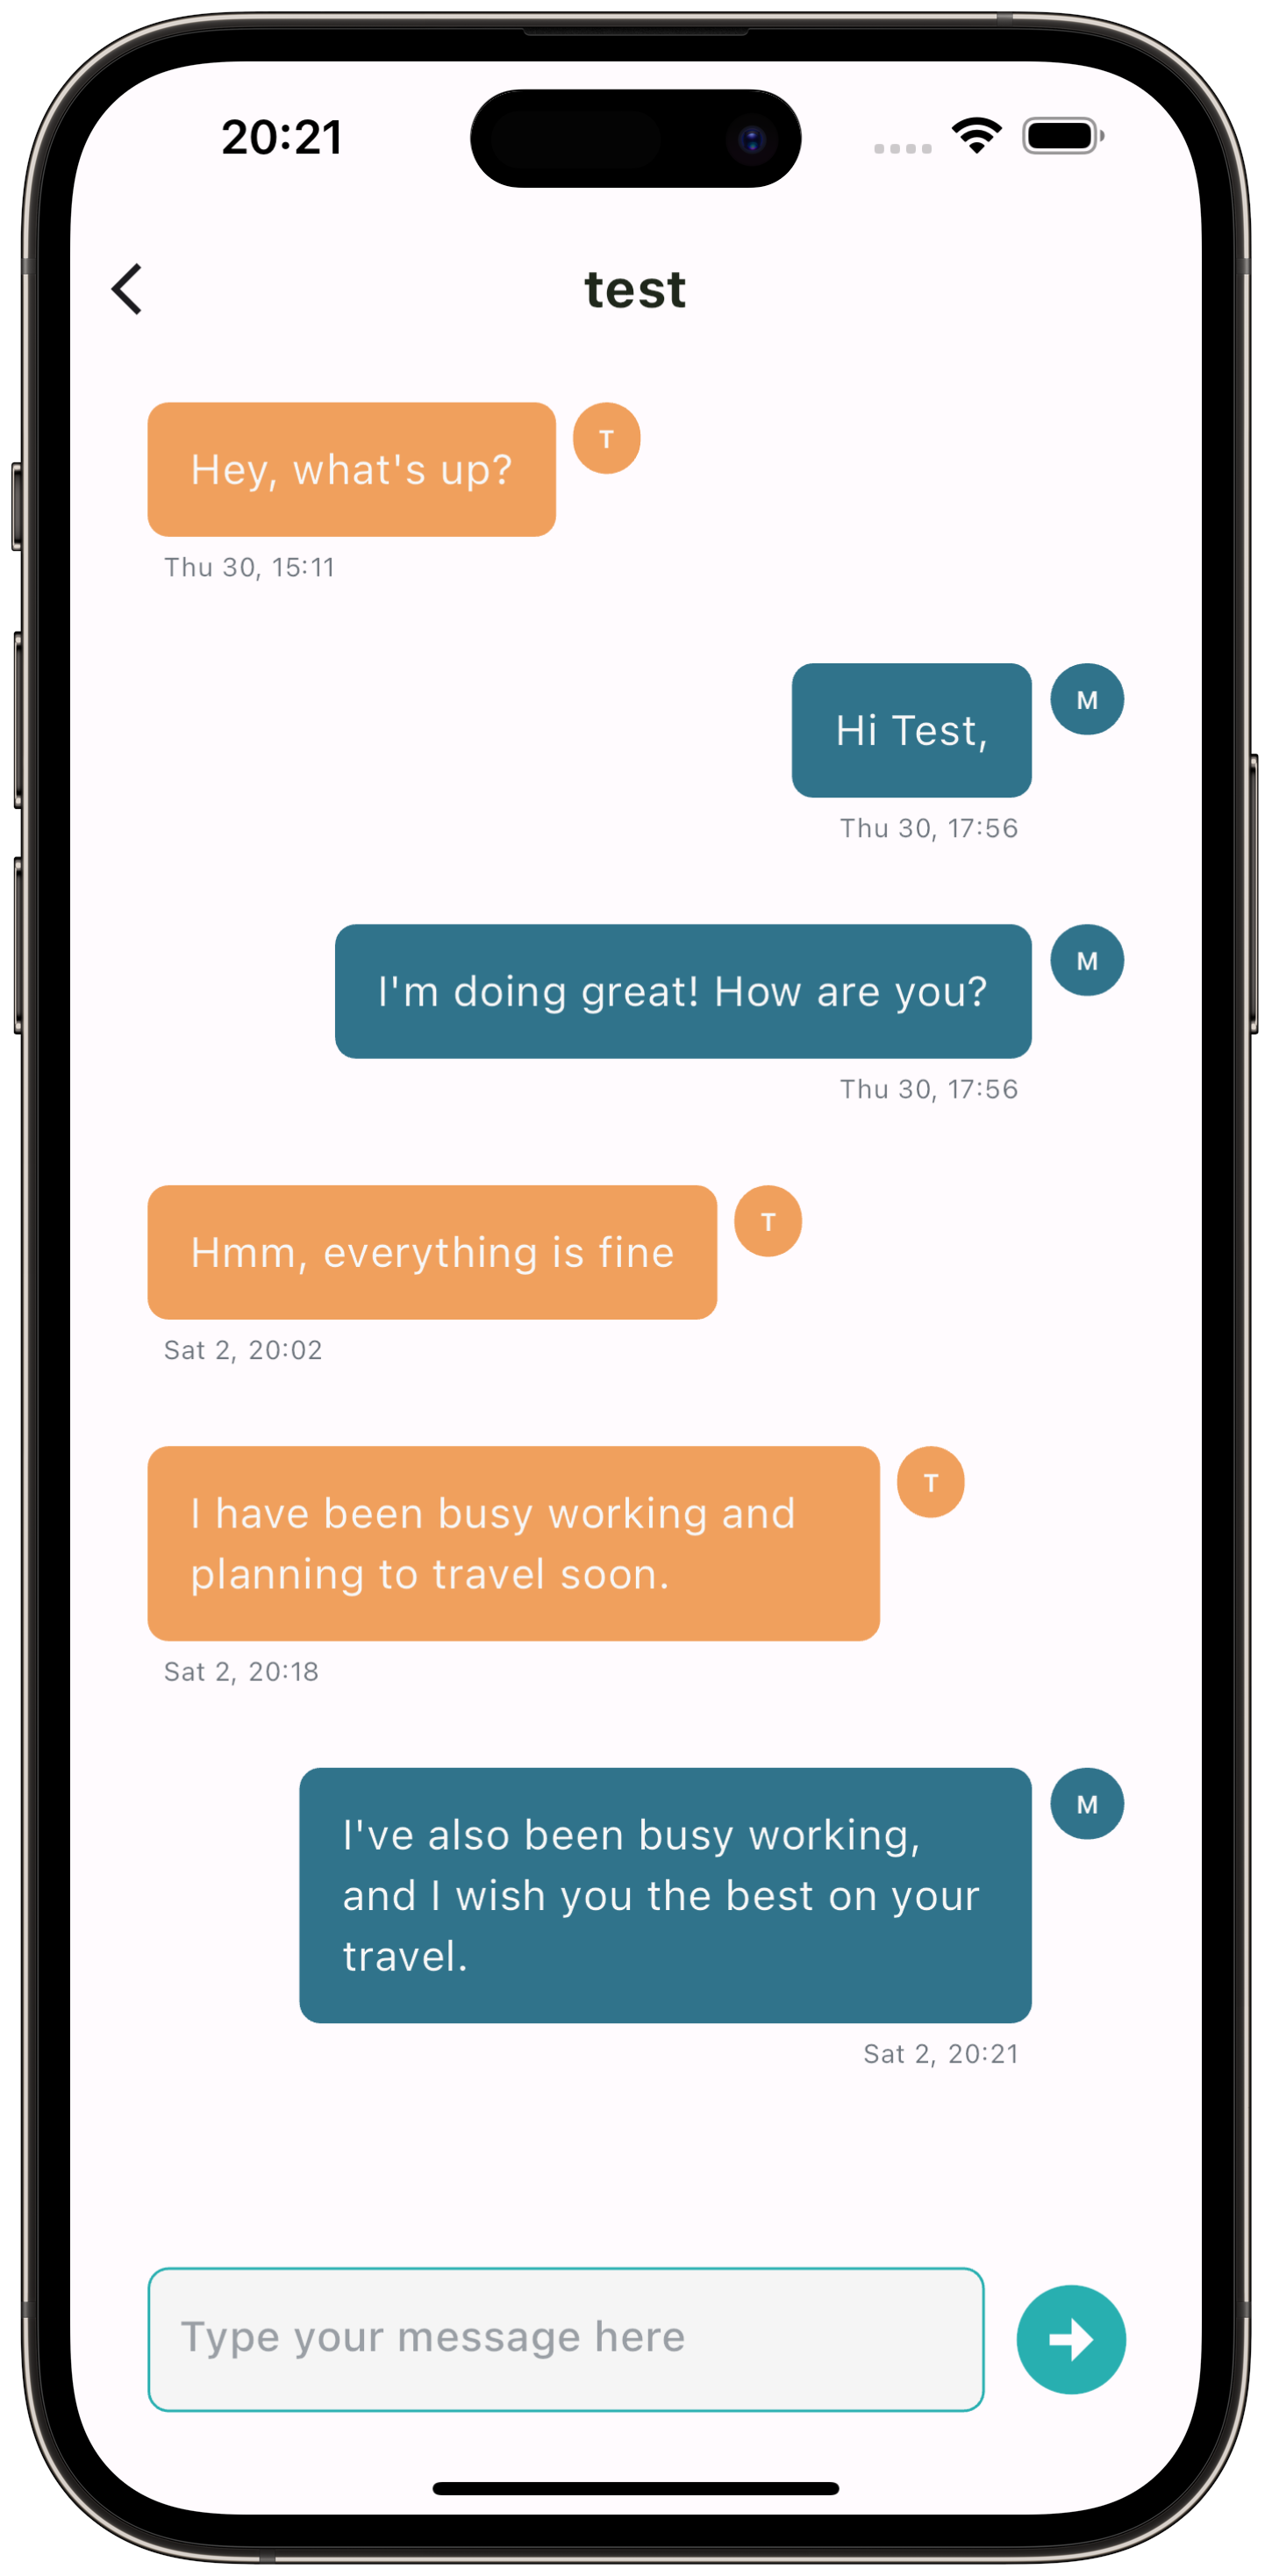 20:21
test
Hey, what's up?
T
Thu 30, 15:11
Hi Test,
M
Thu 30, 17:56
I'm doing great! How are you?
M
Thu 30, 17:56
Hmm, everything is fine
T
Sat 2, 20:02
I have been busy working and
planning to travel soon.
T
Sat 2, 20:18
I've also been busy working,
and I wish you the best on your
travel.
M
Sat 2, 20:21
Type your message here